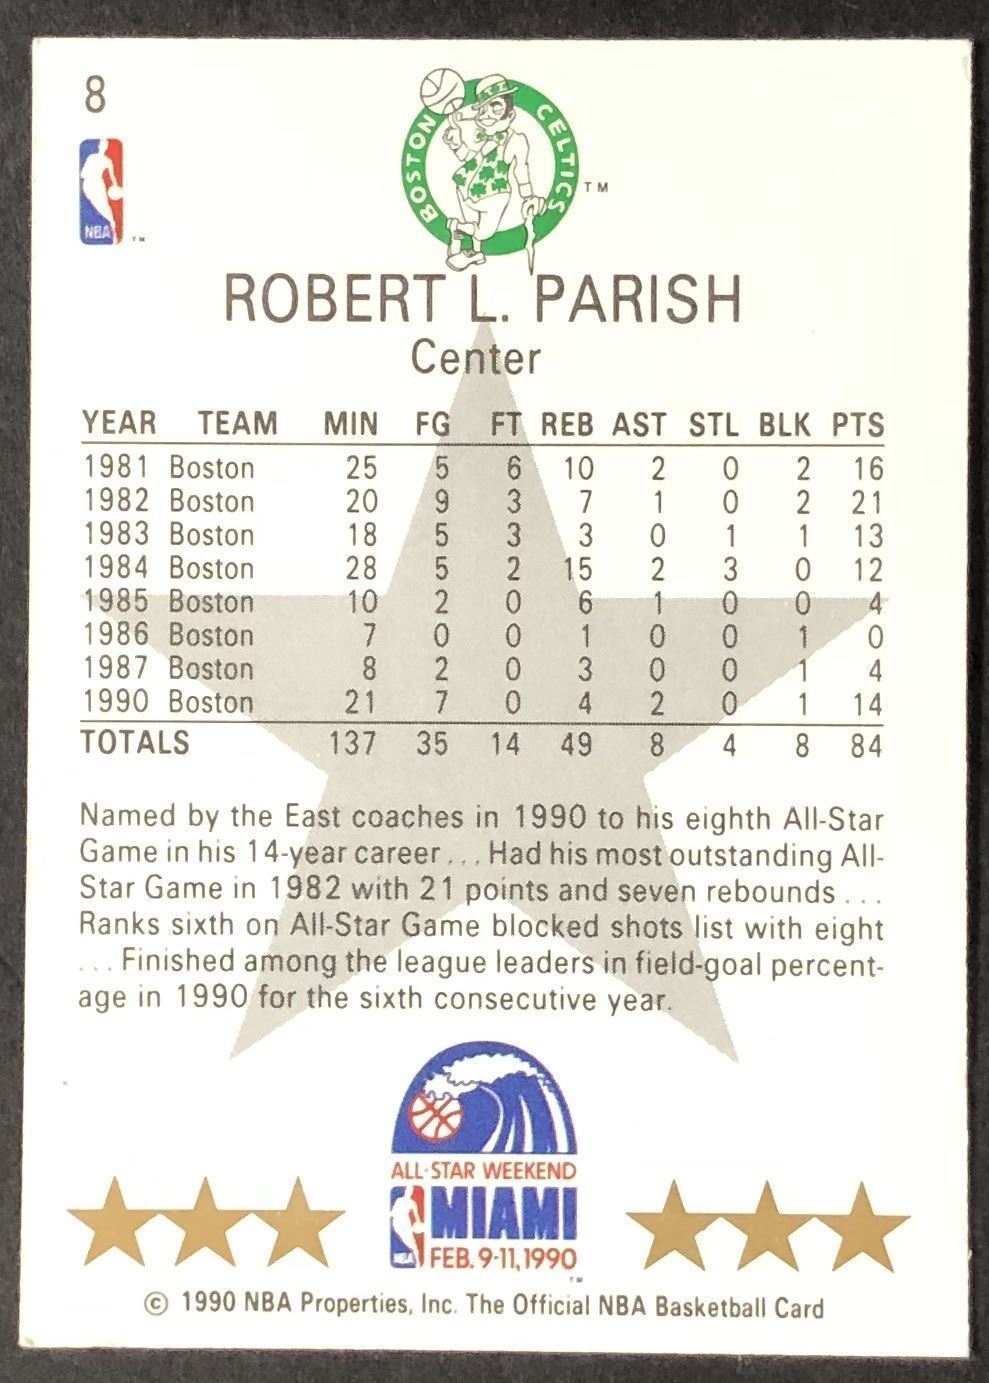 8
BOSTON CELTICS TM
NBA TM
ROBERT L. PARISH
Center
YEAR TEAM MIN FG FT REB AST STL BLK PTS
1981 Boston 25 5 6 10 2 0 2 16
1982 Boston 20 9 3 7 1 0 2 21
1983 Boston 18 5 3 3 0 1 1 13
1984 Boston 28 5 2 15 2 3 0 12
1985 Boston 10 2 0 6 1 0 0 4
1986 Boston 7 0 0 1 0 0 1 0
1987 Boston 8 2 0 3 0 0 1 4
1990 Boston 21 7 0 4 2 0 1 14
TOTALS 137 35 14 49 8 4 8 84
Named by the East coaches in 1990 to his eighth All-Star
Game in his 14-year career... Had his most outstanding All-
Star Game in 1982 with 21 points and seven rebounds...
Ranks sixth on All-Star Game blocked shots list with eight
... Finished among the league leaders in field-goal percent-
age in 1990 for the sixth consecutive year.
ALL·STAR WEEKEND
MIAMI
NBA FEB. 9-11, 1990
TM
© 1990 NBA Properties, Inc. The Official NBA Basketball Card